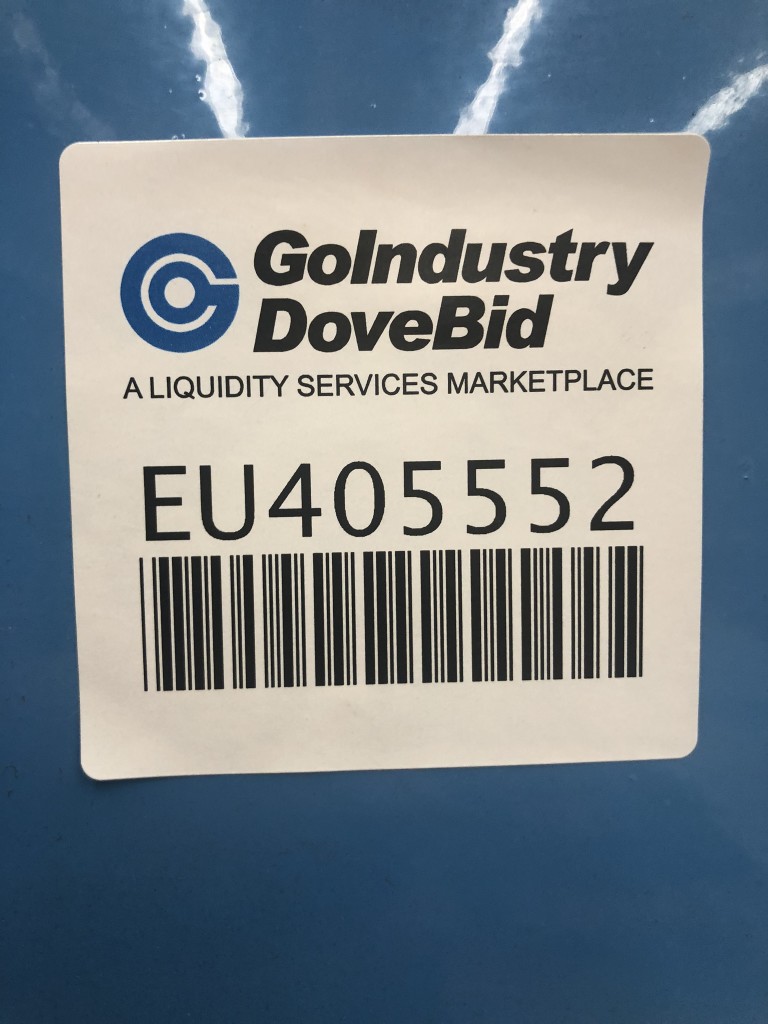 GoIndustry
DoveBid
A LIQUIDITY SERVICES MARKETPLACE
EU405552